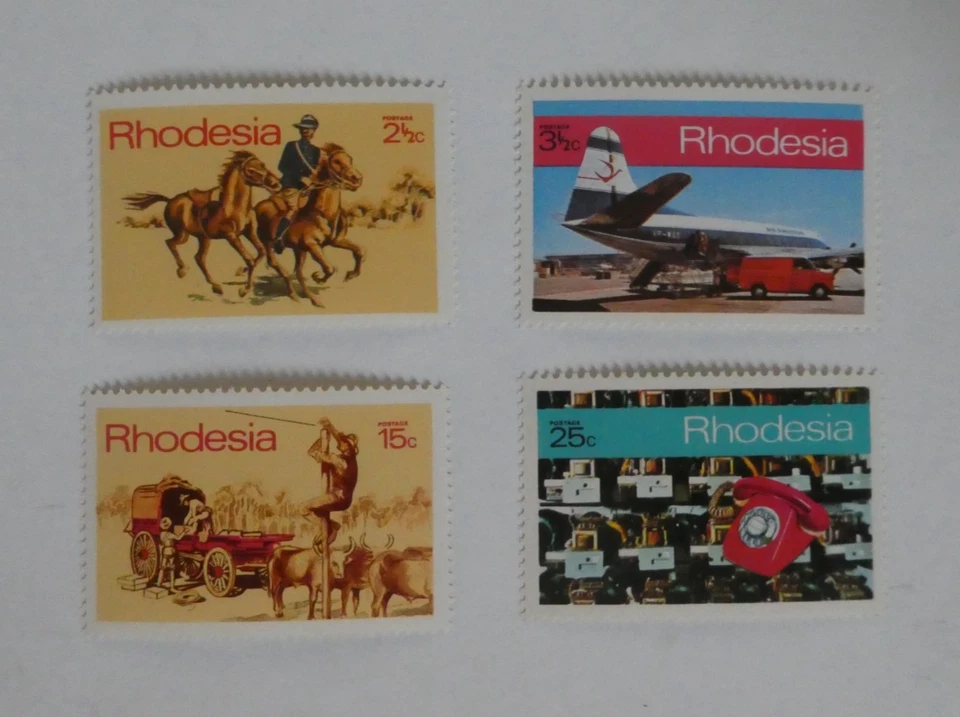 Rhodesia
POSTAGE
2½c
POSTAGE
3½c
Rhodesia
Rhodesia
POSTAGE
15c
POSTAGE
25c
Rhodesia